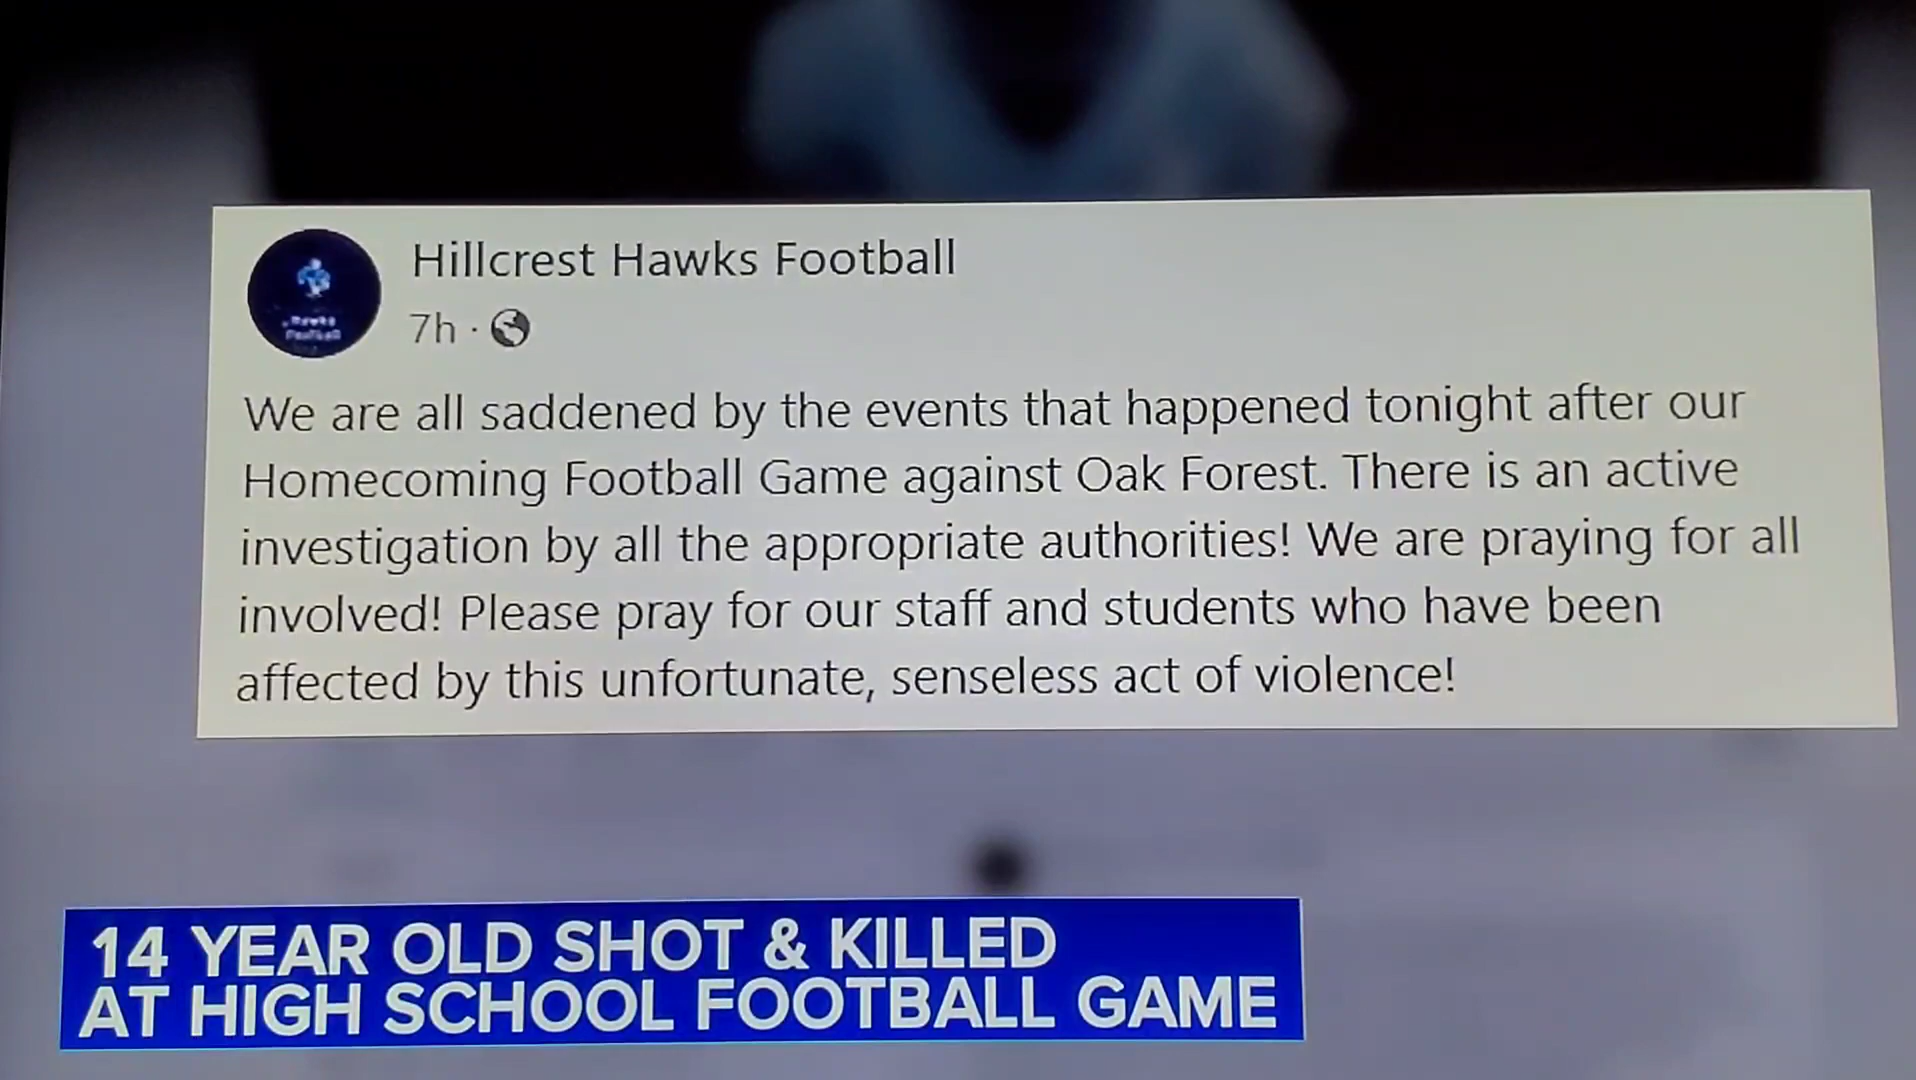 Hillcrest Hawks Football
7h ·
Hawks
Football
We are all saddened by the events that happened tonight after our
Homecoming Football Game against Oak Forest. There is an active
investigation by all the appropriate authorities! We are praying for all
involved! Please pray for our staff and students who have been
affected by this unfortunate, senseless act of violence!
14 YEAR OLD SHOT & KILLED
AT HIGH SCHOOL FOOTBALL GAME